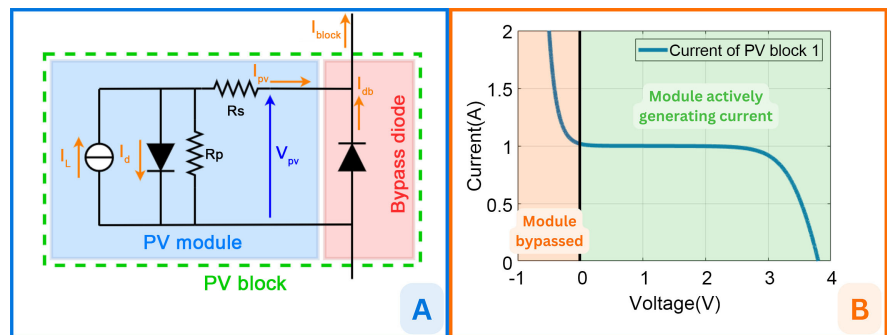 I_block
I_pv
I_db
Rs
I_L
I_d
Rp
V_pv
Bypass diode
PV module
PV block
A
2
1.5
1
0.5
0
Current(A)
Current of PV block 1
Module actively
generating current
Module
bypassed
-1
0
1
2
3
4
Voltage(V)
B